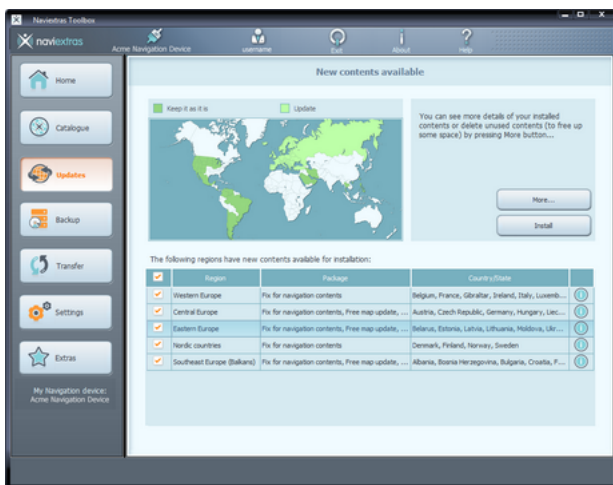 Naviextras Toolbox
naviextras
Acme Navigation Device
username
Exit
About
Help
Home
Catalogue
Updates
Backup
Transfer
Settings
Extras
My Navigation device:
Acme Navigation Device
New contents available
Keep it as it is
Update
You can see more details of your installed
contents or delete unused contents (to free up
some space) by pressing More button...
More...
Install
The following regions have new contents available for installation:
Region Package Country/State
Western Europe Fix for navigation contents Belgium, France, Gibraltar, Ireland, Italy, Luxemb...
Central Europe Fix for navigation contents, Free map update, ... Austria, Czech Republic, Germany, Hungary, Liec...
Eastern Europe Fix for navigation contents, Free map update, ... Belarus, Estonia, Latvia, Lithuania, Moldova, Ukr...
Nordic countries Fix for navigation contents Denmark, Finland, Norway, Sweden
Southeast Europe (Balkans) Fix for navigation contents, Free map update, ... Albania, Bosnia Herzegovina, Bulgaria, Croatia, F...